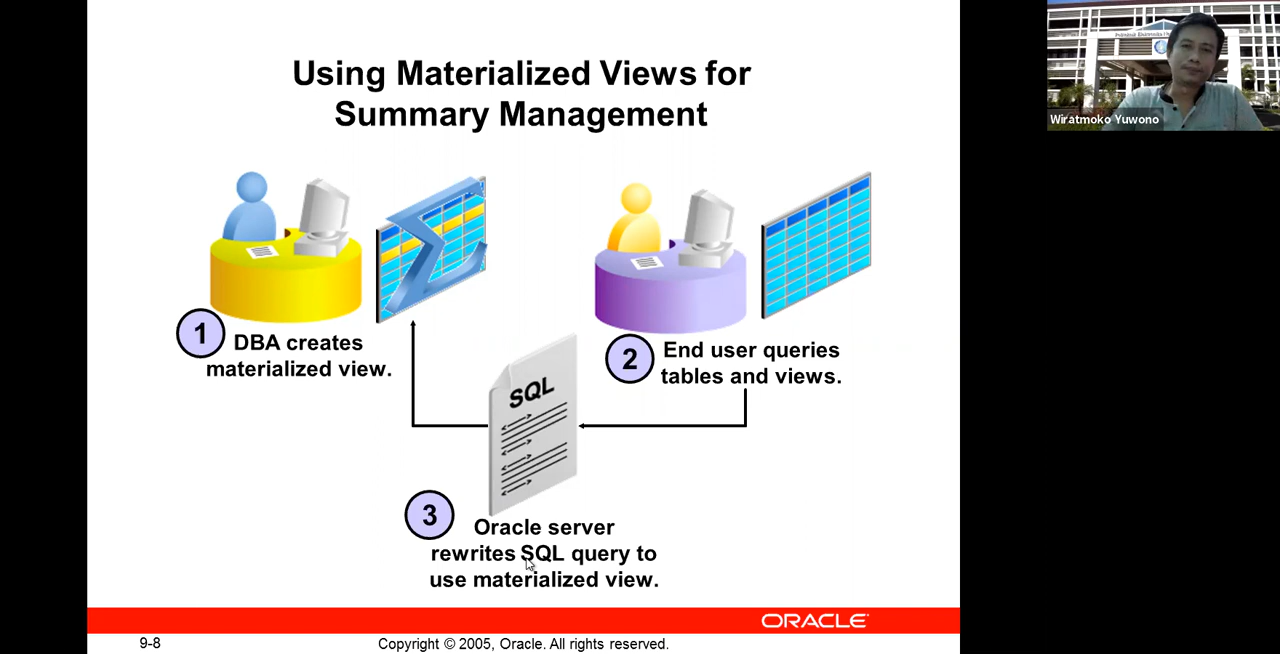 Using Materialized Views for
Summary Management
1
DBA creates
materialized view.
2
End user queries
tables and views.
SQL
3
Oracle server
rewrites SQL query to
use materialized view.
ORACLE
9-8
Copyright © 2005, Oracle. All rights reserved.
Wiratmoko Yuwono